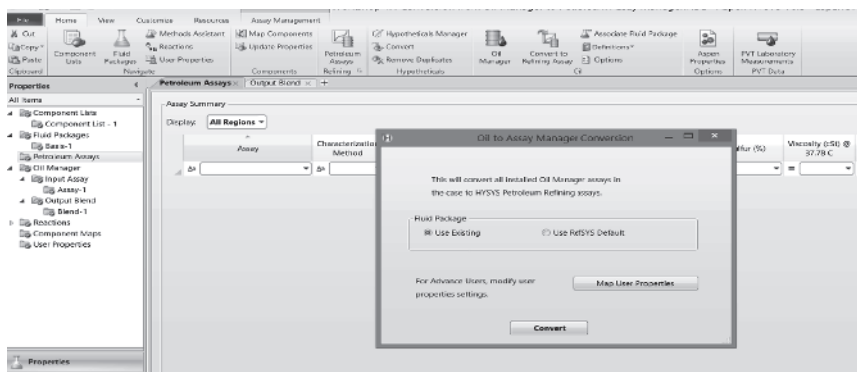 File Home View Customize Resources Assay Management
Cut
Copy
Paste
Clipboard
Component Lists
Fluid Packages
Methods Assistant
Reactions
User Properties
Navigate
Map Components
Update Properties
Components
Petroleum Assays
Refining
Hypotheticals Manager
Convert
Remove Duplicates
Hypotheticals
Oil Manager
Convert to Refining Assay
Associate Fluid Package
Definitions
Options
Oil
Aspen Properties
Options
PVT Laboratory Measurements
PVT Data
Properties
All Items
Component Lists
Component List - 1
Fluid Packages
Basis-1
Petroleum Assays
Oil Manager
Input Assay
Assay-1
Output Blend
Blend-1
Reactions
Component Maps
User Properties
Properties
Petroleum Assays Output Blend +
Assay Summary
Display: All Regions
Assay
Characterization
Method
(%)
Viscosity (cSt) @
37.78 C
=
Oil to Assay Manager Conversion
This will convert all installed Oil Manager assays in
the case to HYSYS Petroleum Refining assays.
Fluid Package
Use Existing Use RefSYS Default
For Advance Users, modify user
properties settings.
Map User Properties
Convert